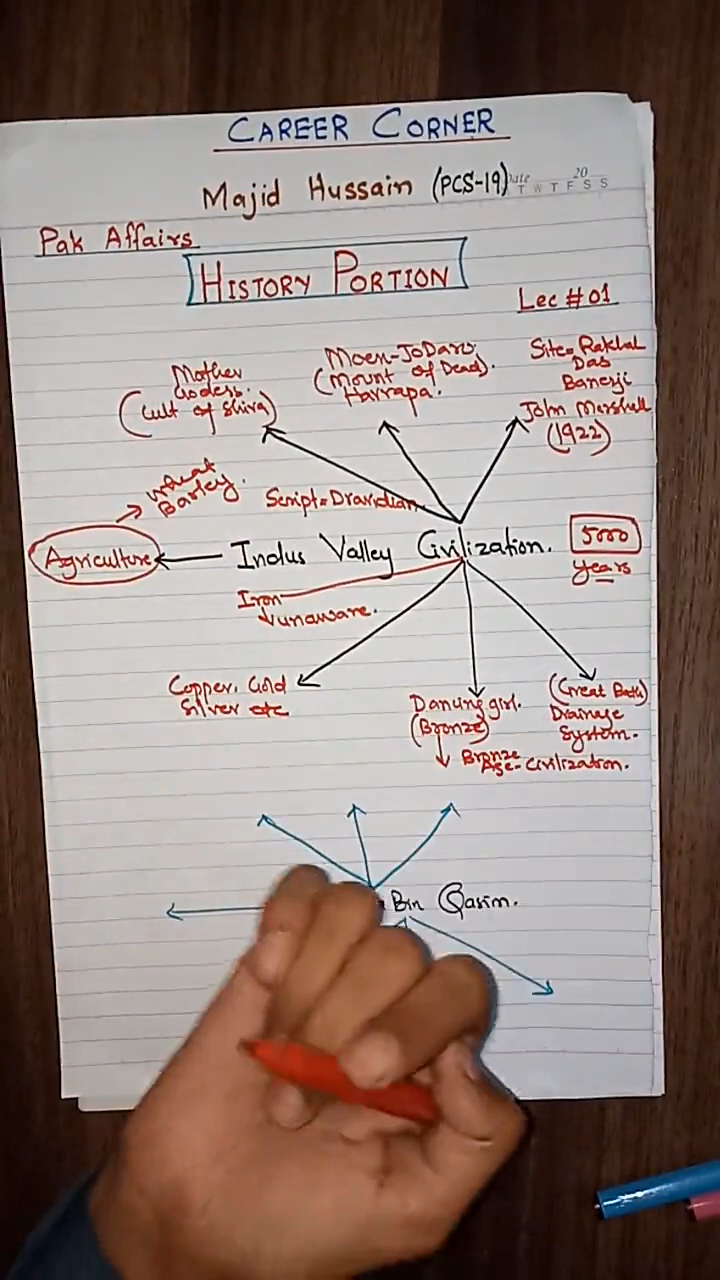 CAREER CORNER
Majid Hussain (PCS-19)
Date 20
T W T F S S
Pak Affairs
HISTORY PORTION
Lec # 01
Mother
Godess.
(Cult of Shiva)
Moen-JoDaro
(Mount of Dead).
Harrapa.
Site = Rakhal
Das
Banerji
John Marshall
(1922)
wheat
Barley.
Script = Dravidian
Agriculture
Indus Valley Civilization.
5000
years
Iron
unaware.
Copper, Gold
Silver etc
Dancing girl.
(Bronze)
Bronze
Age-Civilization.
(Great Bath)
Drainage
System.
Bin Qasim.